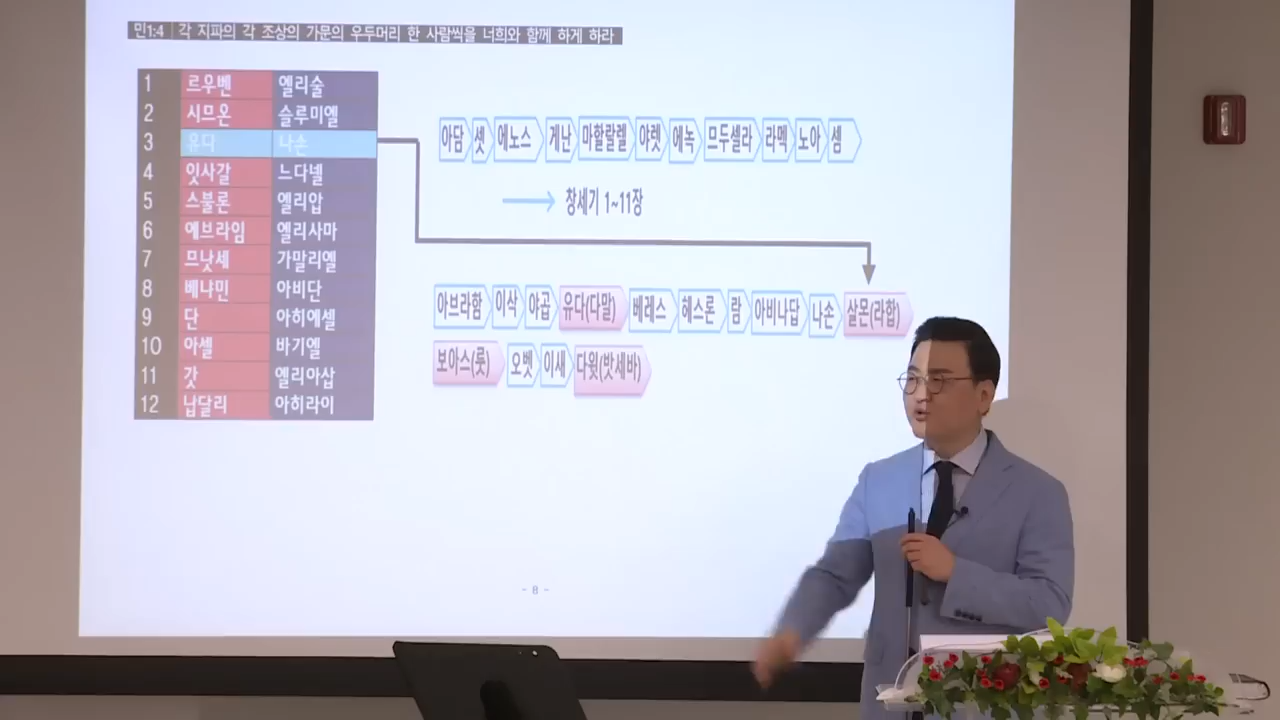 민1:4 | 각 지파의 각 조상의 가문의 우두머리 한 사람씩을 너희와 함께 하게 하라
1 르우벤 엘리술
2 시므온 슬루미엘
3 유다 나손
4 잇사갈 느다넬
5 스불론 엘리압
6 에브라임 엘리사마
7 므낫세 가말리엘
8 베냐민 아비단
9 단 아히에셀
10 아셀 바기엘
11 갓 엘리아삽
12 납달리 아히라이
아담 셋 에노스 게난 마할랄렐 야렛 에녹 므두셀라 라멕 노아 셈
창세기 1~11장
아브라함 이삭 야곱 유다(다말) 베레스 헤스론 람 아비나답 나손 살몬(라합)
보아스(룻) 오벳 이새 다윗(밧세바)
- 8 -